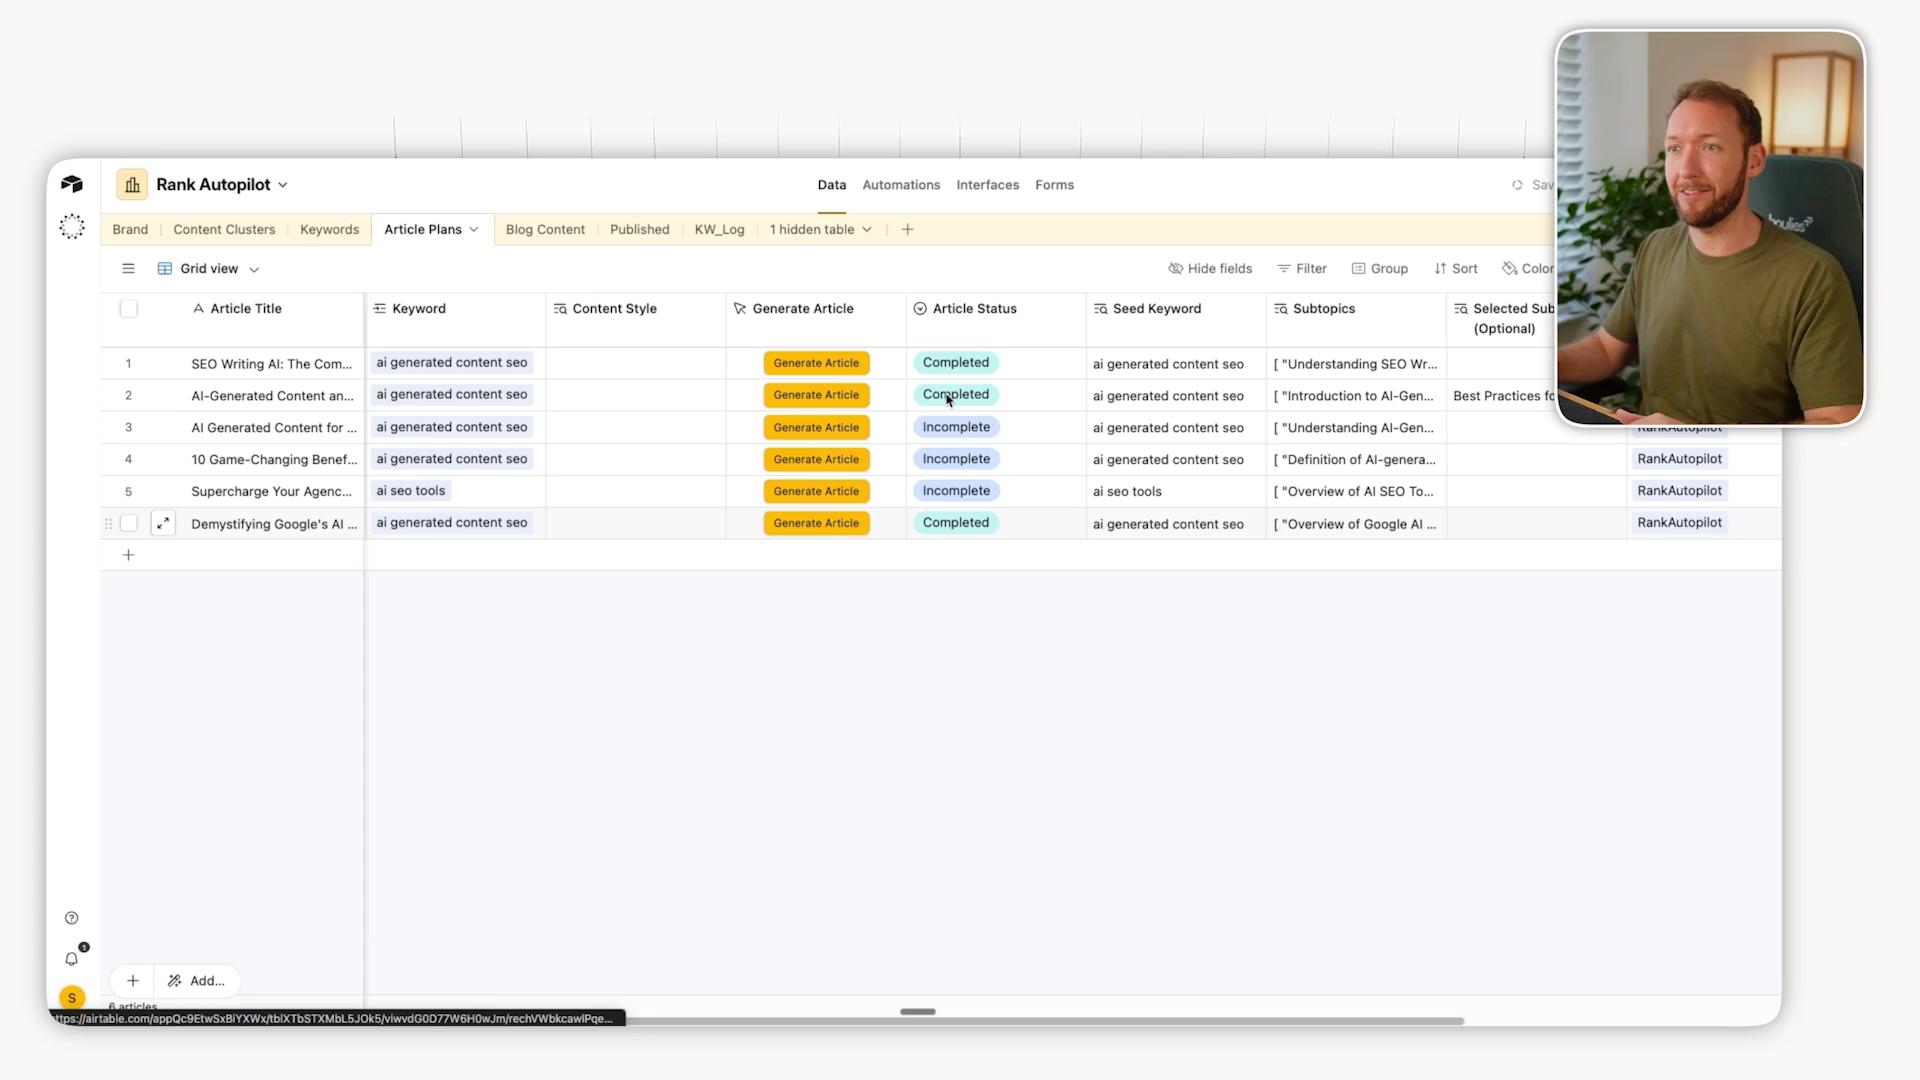 Rank Autopilot
Data Automations Interfaces Forms
Sav
Brand Content Clusters Keywords Article Plans Blog Content Published KW_Log 1 hidden table
Grid view
Hide fields Filter Group Sort Color
Article Title Keyword Content Style Generate Article Article Status Seed Keyword Subtopics Selected Sub
(Optional)
1 SEO Writing AI: The Com... ai generated content seo Generate Article Completed ai generated content seo [ "Understanding SEO Wr...
2 AI-Generated Content an... ai generated content seo Generate Article Completed ai generated content seo [ "Introduction to AI-Gen... Best Practices fo
3 AI Generated Content for ... ai generated content seo Generate Article Incomplete ai generated content seo [ "Understanding AI-Gen... RankAutopilot
4 10 Game-Changing Benef... ai generated content seo Generate Article Incomplete ai generated content seo [ "Definition of AI-genera... RankAutopilot
5 Supercharge Your Agenc... ai seo tools Generate Article Incomplete ai seo tools [ "Overview of AI SEO To... RankAutopilot
Demystifying Google's AI ... ai generated content seo Generate Article Completed ai generated content seo [ "Overview of Google AI ... RankAutopilot
1
Add...
S
6 articles